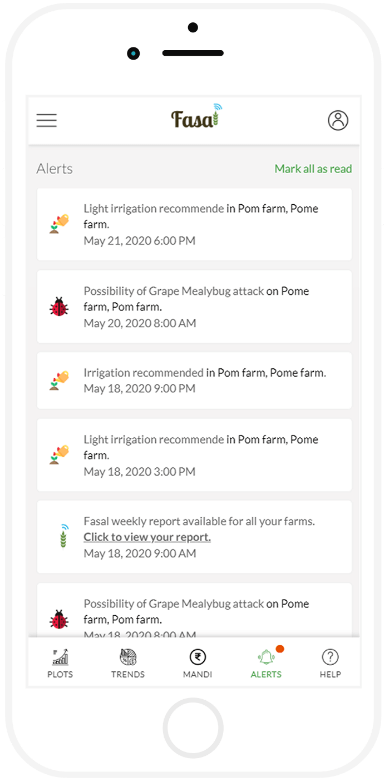 Fasal
Alerts
Mark all as read
Light irrigation recommende in Pom farm, Pome
farm.
May 21, 2020 6:00 PM
Possibility of Grape Mealybug attack on Pome
farm, Pom farm.
May 20, 2020 8:00 AM
Irrigation recommended in Pom farm, Pome farm.
May 18, 2020 9:00 PM
Light irrigation recommende in Pom farm, Pome
farm.
May 18, 2020 3:00 PM
Fasal weekly report available for all your farms.
Click to view your report.
May 18, 2020 9:00 AM
Possibility of Grape Mealybug attack on Pome
farm, Pom farm.
May 18, 2020 8:00 AM
PLOTS
TRENDS
₹
MANDI
ALERTS
?
HELP